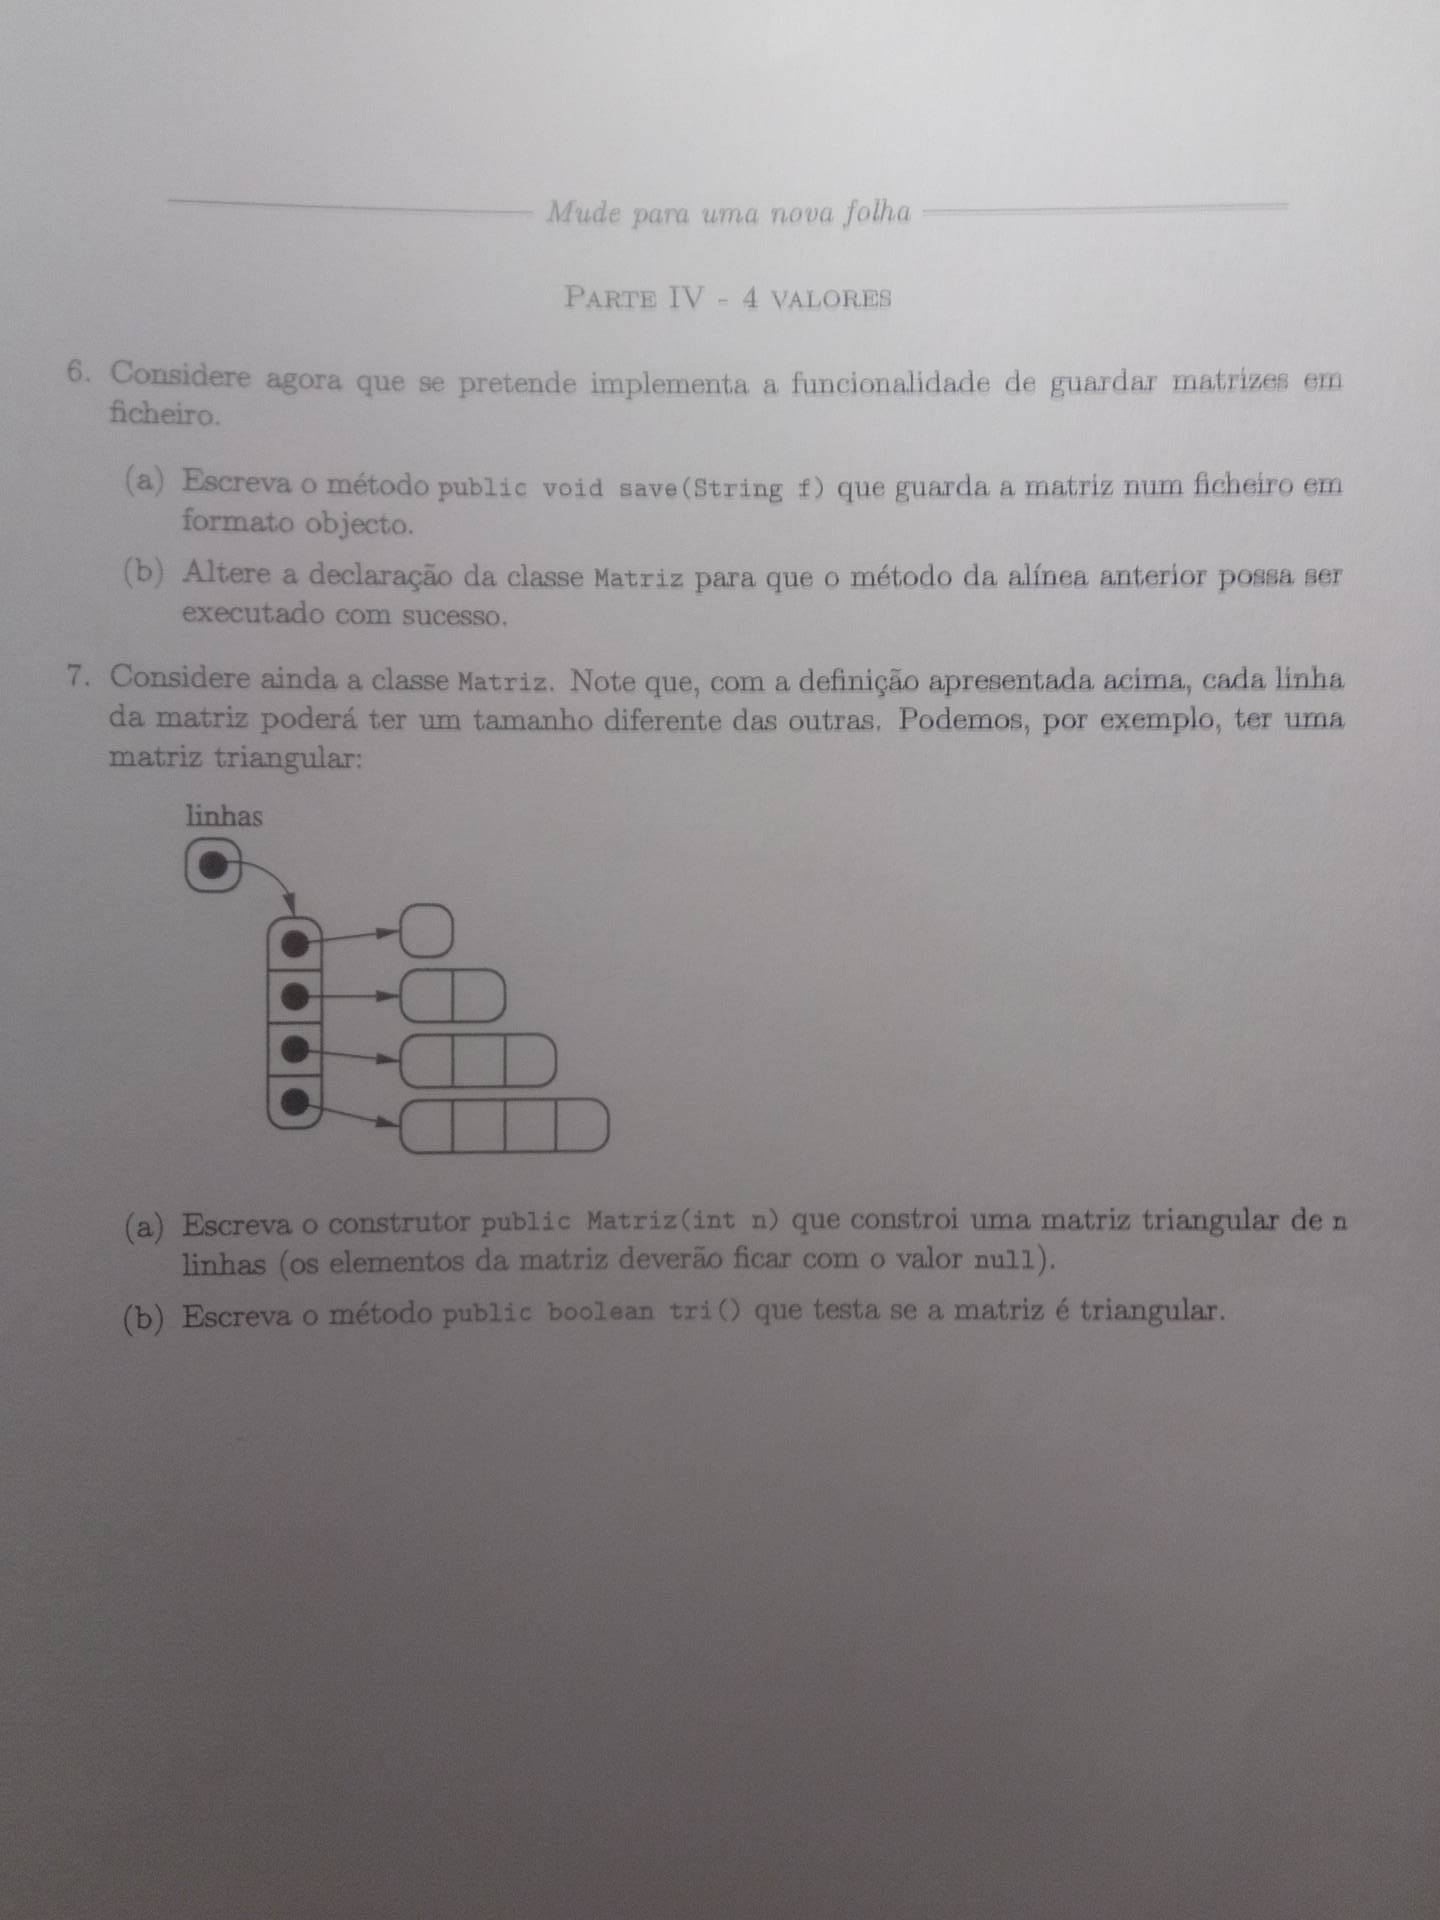 Mude para uma nova folha
PARTE IV - 4 VALORES
6. Considere agora que se pretende implementa a funcionalidade de guardar matrizes em
ficheiro.
(a) Escreva o método public void save(String f) que guarda a matriz num ficheiro em
formato objecto.
(b) Altere a declaração da classe Matriz para que o método da alínea anterior possa ser
executado com sucesso.
7. Considere ainda a classe Matriz. Note que, com a definição apresentada acima, cada linha
da matriz poderá ter um tamanho diferente das outras. Podemos, por exemplo, ter uma
matriz triangular:
linhas
(a) Escreva o construtor public Matriz(int n) que constroi uma matriz triangular de n
linhas (os elementos da matriz deverão ficar com o valor null).
(b) Escreva o método public boolean tri() que testa se a matriz é triangular.